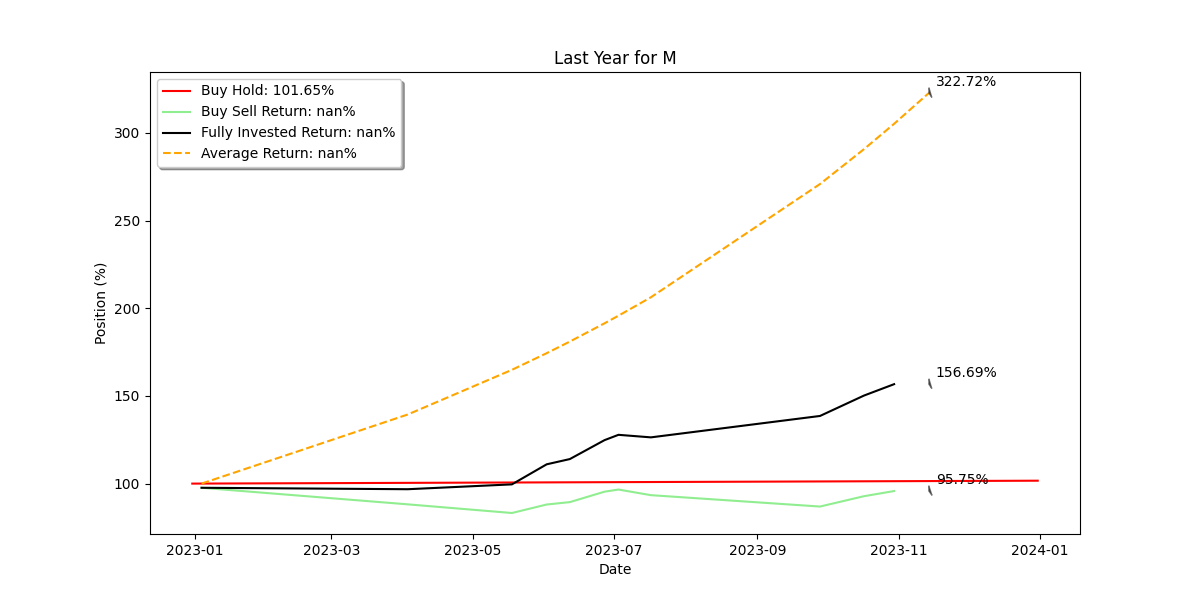 Last Year for M
Buy Hold: 101.65%
Buy Sell Return: nan%
Fully Invested Return: nan%
Average Return: nan%
322.72%
156.69%
95.75%
Position (%)
300
250
200
150
100
2023-01 2023-03 2023-05 2023-07 2023-09 2023-11 2024-01
Date